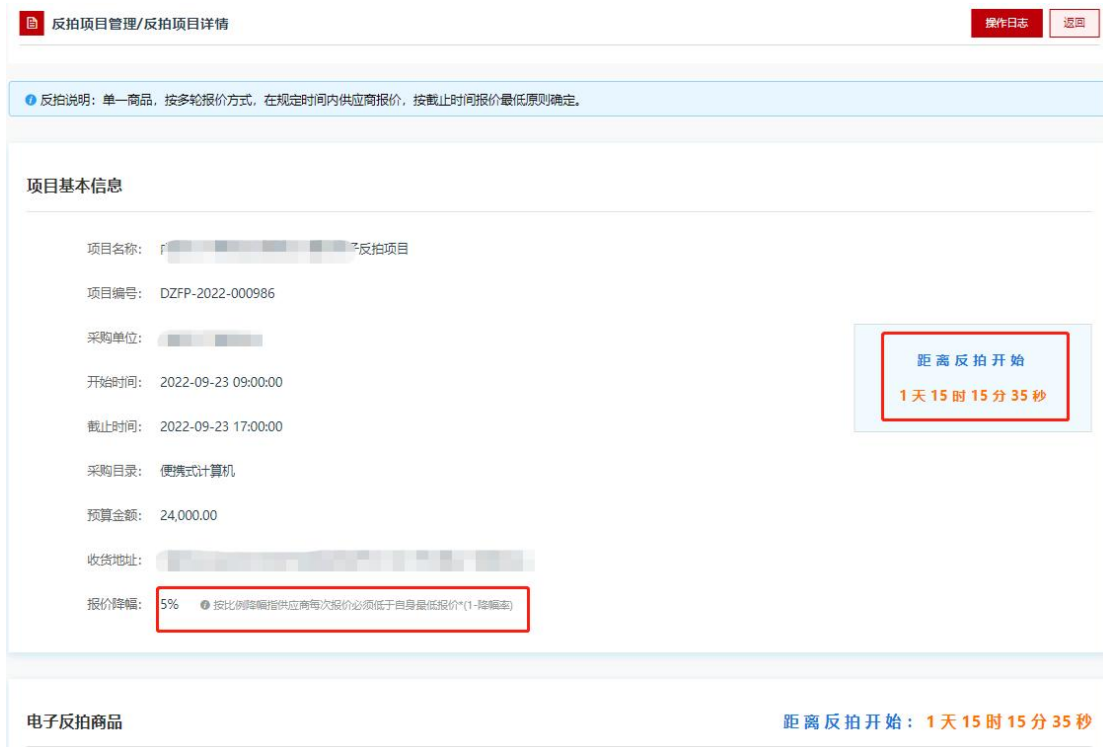 反拍项目管理/反拍项目详情
操作日志
返回
反拍说明：单一商品，按多轮报价方式，在规定时间内供应商报价，按截止时间报价最低原则确定。
项目基本信息
项目名称： 反拍项目
项目编号： DZFP-2022-000986
采购单位：
开始时间： 2022-09-23 09:00:00
截止时间： 2022-09-23 17:00:00
采购目录： 便携式计算机
预算金额： 24,000.00
收货地址：
报价降幅： 5% 按比例降幅指供应商每次报价必须低于自身最低报价*(1-降幅率)
距离反拍开始
1天15时15分35秒
电子反拍商品
距离反拍开始：1天15时15分35秒